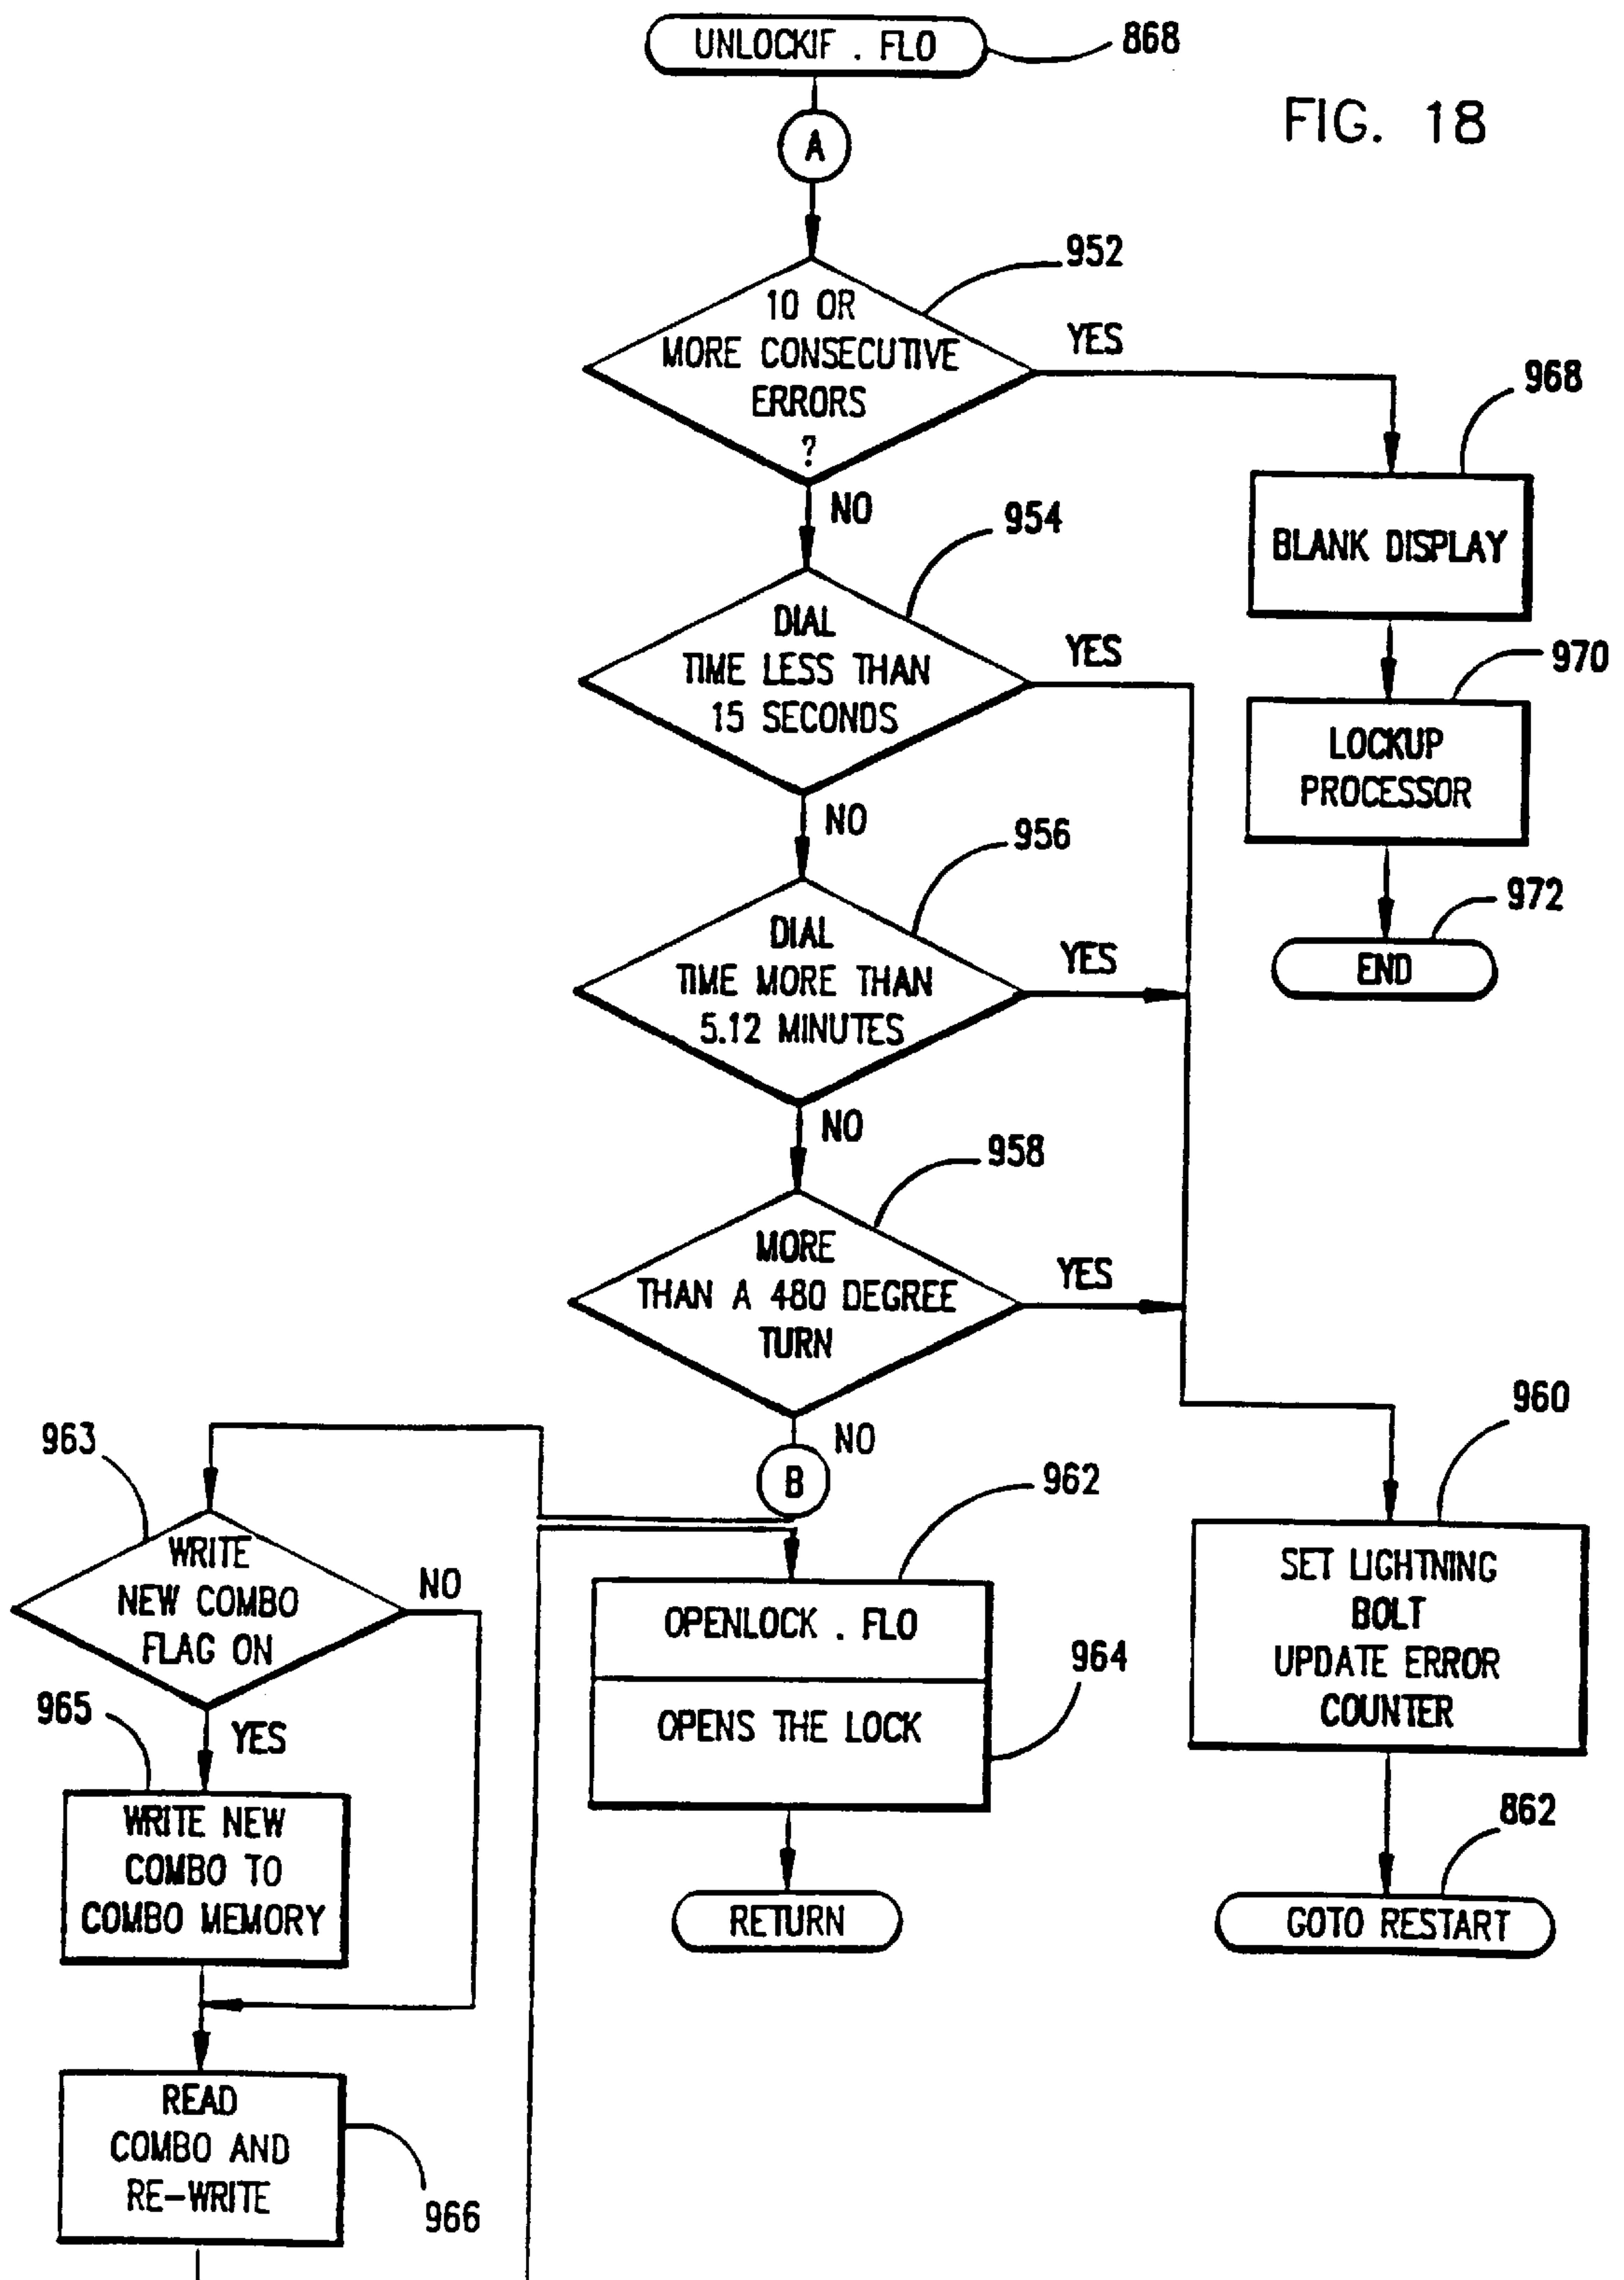 UNLOCKIF . FLO
868
FIG. 18
A
952
10 OR
MORE CONSECUTIVE
ERRORS
?
YES
NO
968
BLANK DISPLAY
954
DIAL
TIME LESS THAN
15 SECONDS
YES
NO
970
LOCKUP
PROCESSOR
956
DIAL
TIME MORE THAN
5.12 MINUTES
YES
NO
972
END
958
MORE
THAN A 480 DEGREE
TURN
YES
NO
B
960
SET LIGHTNING
BOLT
UPDATE ERROR
COUNTER
862
GOTO RESTART
962
OPENLOCK . FLO
964
OPENS THE LOCK
RETURN
963
WRITE
NEW COMBO
FLAG ON
NO
YES
965
WRITE NEW
COMBO TO
COMBO MEMORY
READ
COMBO AND
RE-WRITE
966